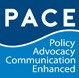 PACE
Policy
Advocacy
Communication
Enhanced